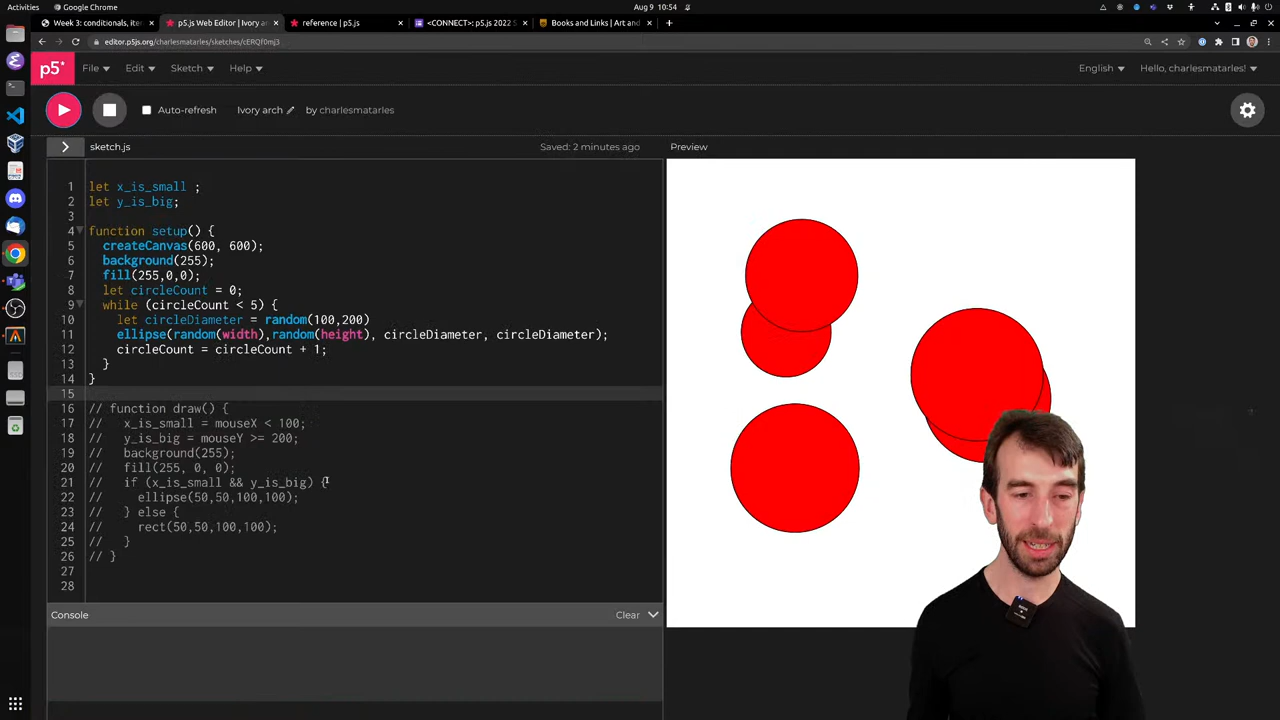 Activities
Google Chrome
Aug 9 10:54
Week 3: conditionals, ite
p5.js Web Editor | Ivory a
reference | p5.js
<CONNECT>: p5.js 2022 S
Books and Links | Art an
editor.p5js.org/charlesmatarles/sketches/cERQf0mj3
p5*
File
Edit
Sketch
Help
English
Hello, charlesmatarles!
Auto-refresh
Ivory arch
by charlesmatarles
sketch.js
Saved: 2 minutes ago
Preview
1 let x_is_small ;
2 let y_is_big;
3
4 function setup() {
5 createCanvas(600, 600);
6 background(255);
7 fill(255,0,0);
8 let circleCount = 0;
9 while (circleCount < 5) {
10 let circleDiameter = random(100,200)
11 ellipse(random(width),random(height), circleDiameter, circleDiameter);
12 circleCount = circleCount + 1;
13 }
14 }
15
16 // function draw() {
17 // x_is_small = mouseX < 100;
18 // y_is_big = mouseY >= 200;
19 // background(255);
20 // fill(255, 0, 0);
21 // if (x_is_small && y_is_big) {
22 // ellipse(50,50,100,100);
23 // } else {
24 // rect(50,50,100,100);
25 // }
26 // }
27
28
Console
Clear